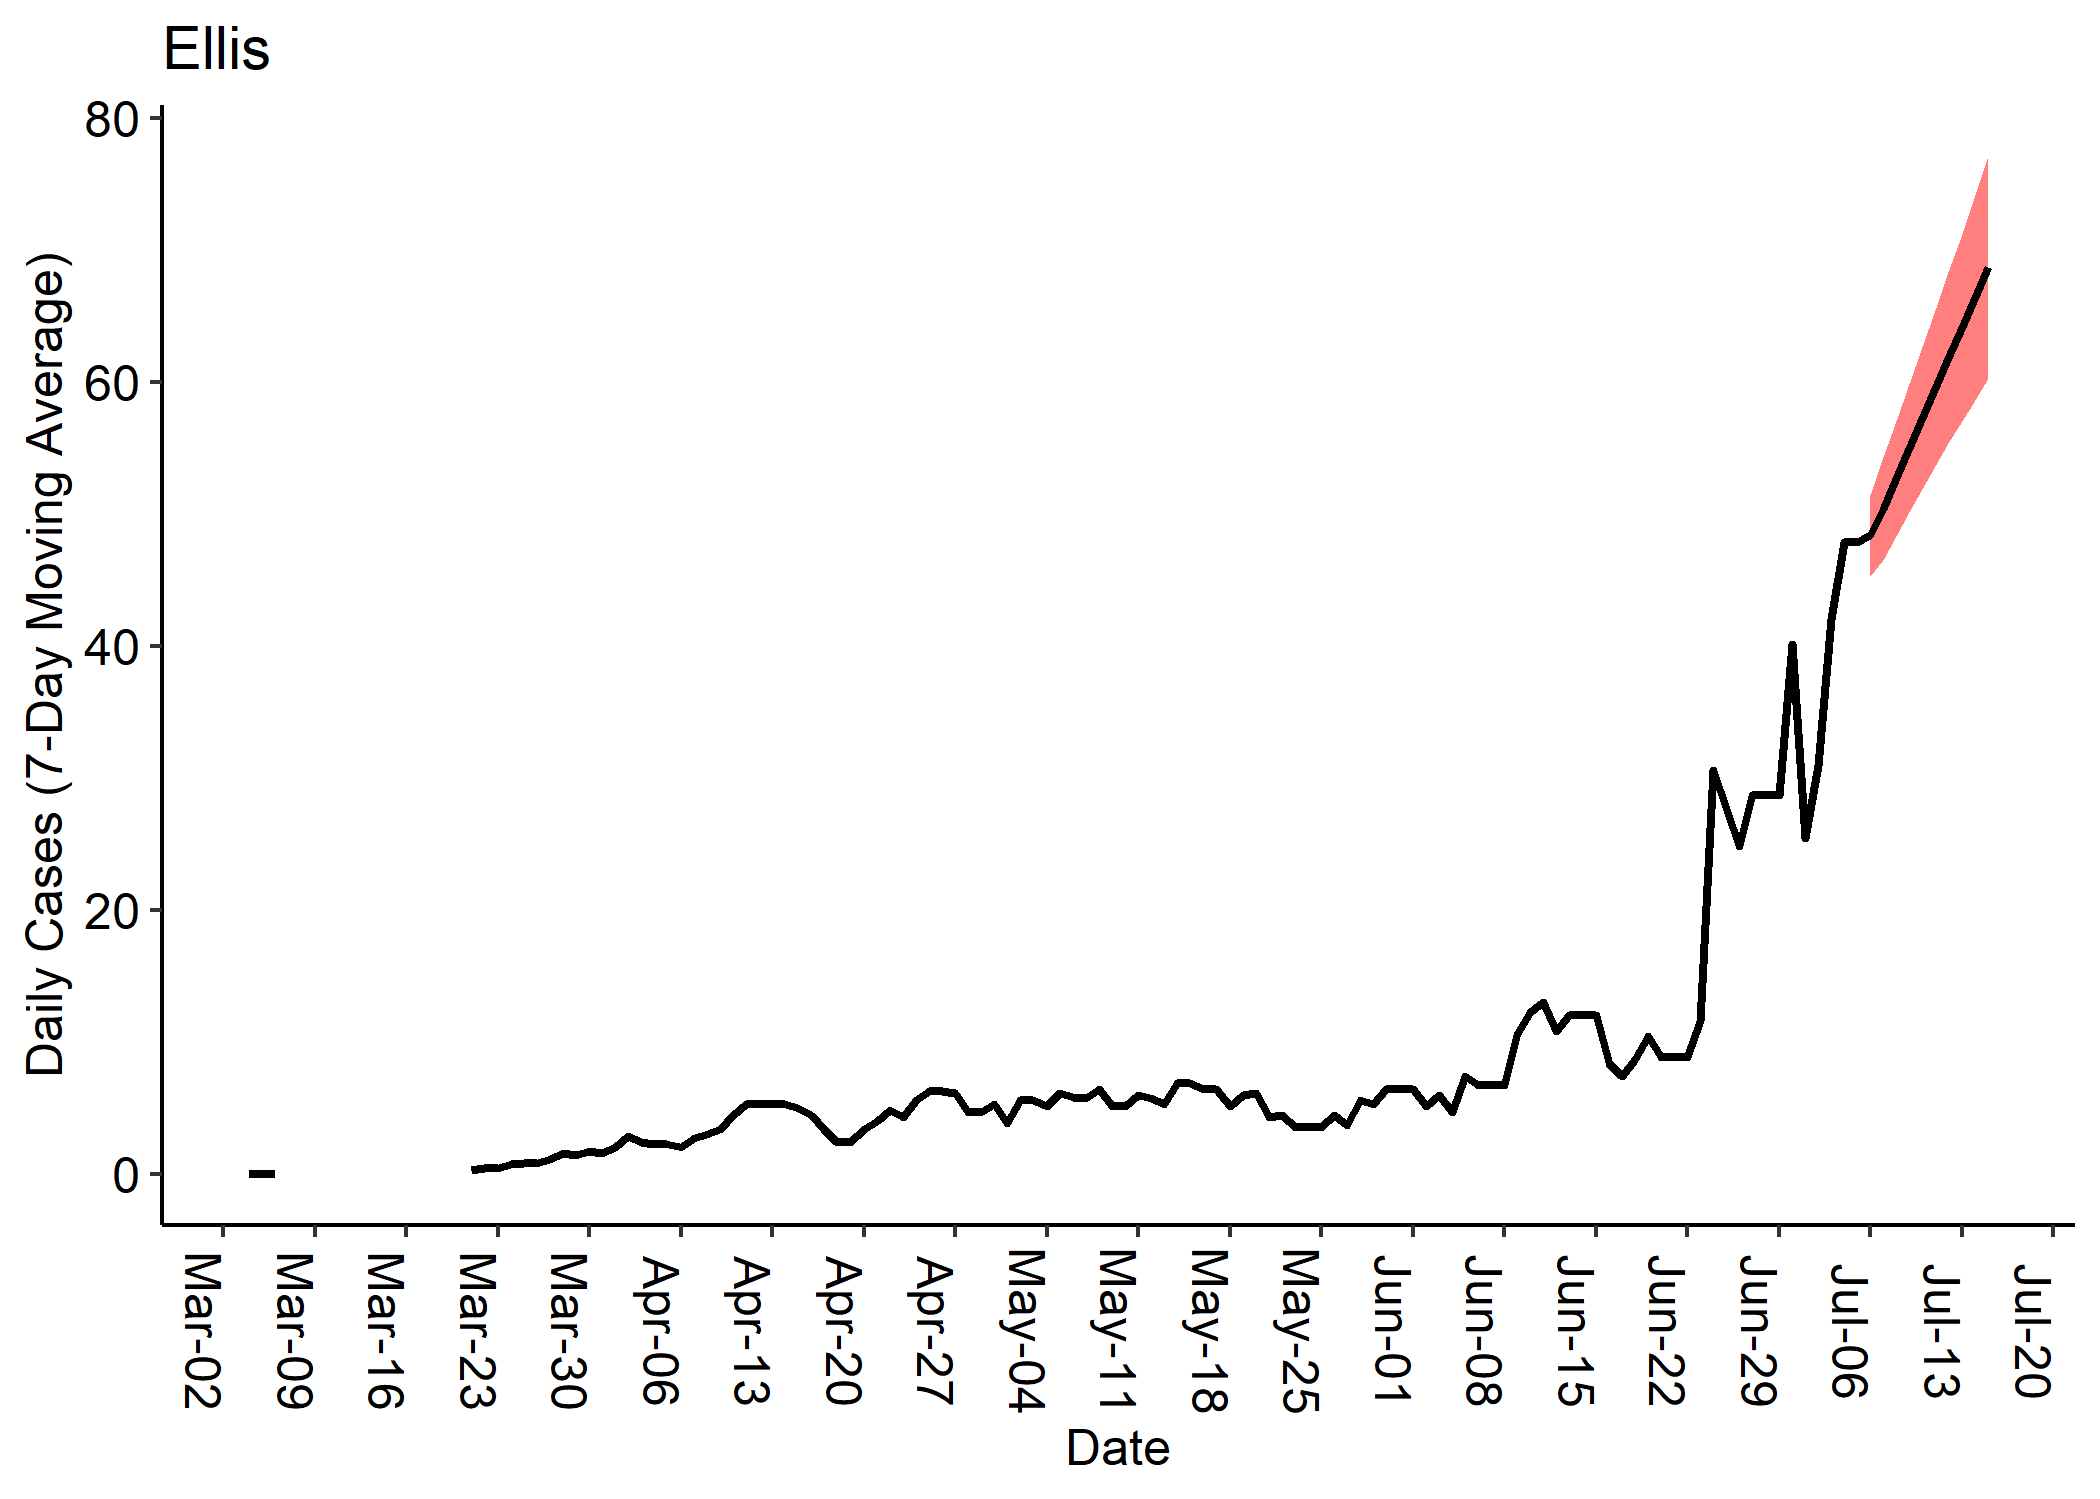 Ellis
80
60
40
20
0
Daily Cases (7-Day Moving Average)
Mar-02
Mar-09
Mar-16
Mar-23
Mar-30
Apr-06
Apr-13
Apr-20
Apr-27
May-04
May-11
May-18
May-25
Jun-01
Jun-08
Jun-15
Jun-22
Jun-29
Jul-06
Jul-13
Jul-20
Date